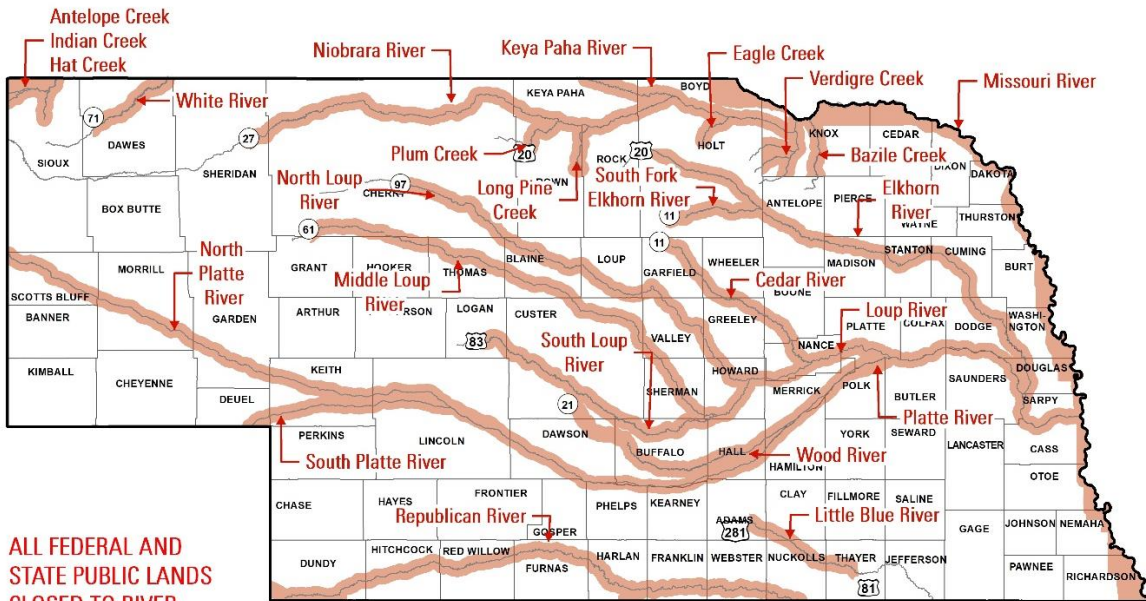 Antelope Creek
Indian Creek
Hat Creek
Niobrara River
Keya Paha River
Eagle Creek
Verdigre Creek
Missouri River
White River
71
27
KEYA PAHA
BOYD
KNOX
CEDAR
DIXON
DAKOTA
SIOUX
DAWES
SHERIDAN
Plum Creek
20
ROCK
20
HOLT
Bazile Creek
North Loup
River
97
CHERRY
Long Pine
Creek
South Fork
Elkhorn River
11
ANTELOPE
PIERCE
WAYNE
THURSTON
Elkhorn
River
BOX BUTTE
61
11
North
Platte
River
MORRILL
GRANT
HOOKER
THOMAS
BLAINE
LOUP
GARFIELD
WHEELER
MADISON
STANTON
CUMING
BURT
Middle Loup
River
Cedar River
BOONE
SCOTTS BLUFF
BANNER
GARDEN
ARTHUR
LOGAN
CUSTER
VALLEY
GREELEY
Loup River
PLATTE
COLFAX
DODGE
WASHI-
NGTON
83
South Loup
River
NANCE
KIMBALL
CHEYENNE
KEITH
DEUEL
SHERMAN
HOWARD
MERRICK
POLK
BUTLER
SAUNDERS
DOUGLAS
SARPY
21
Platte River
PERKINS
LINCOLN
DAWSON
BUFFALO
HALL
Wood River
HAMILTON
YORK
SEWARD
LANCASTER
CASS
OTOE
South Platte River
CHASE
HAYES
FRONTIER
PHELPS
KEARNEY
CLAY
FILLMORE
SALINE
Republican River
GOSPER
ADAMS
281
Little Blue River
GAGE
JOHNSON
NEMAHA
DUNDY
HITCHCOCK
RED WILLOW
FURNAS
HARLAN
FRANKLIN
WEBSTER
NUCKOLLS
THAYER
JEFFERSON
PAWNEE
RICHARDSON
81
ALL FEDERAL AND
STATE PUBLIC LANDS
CLOSED TO RIVER